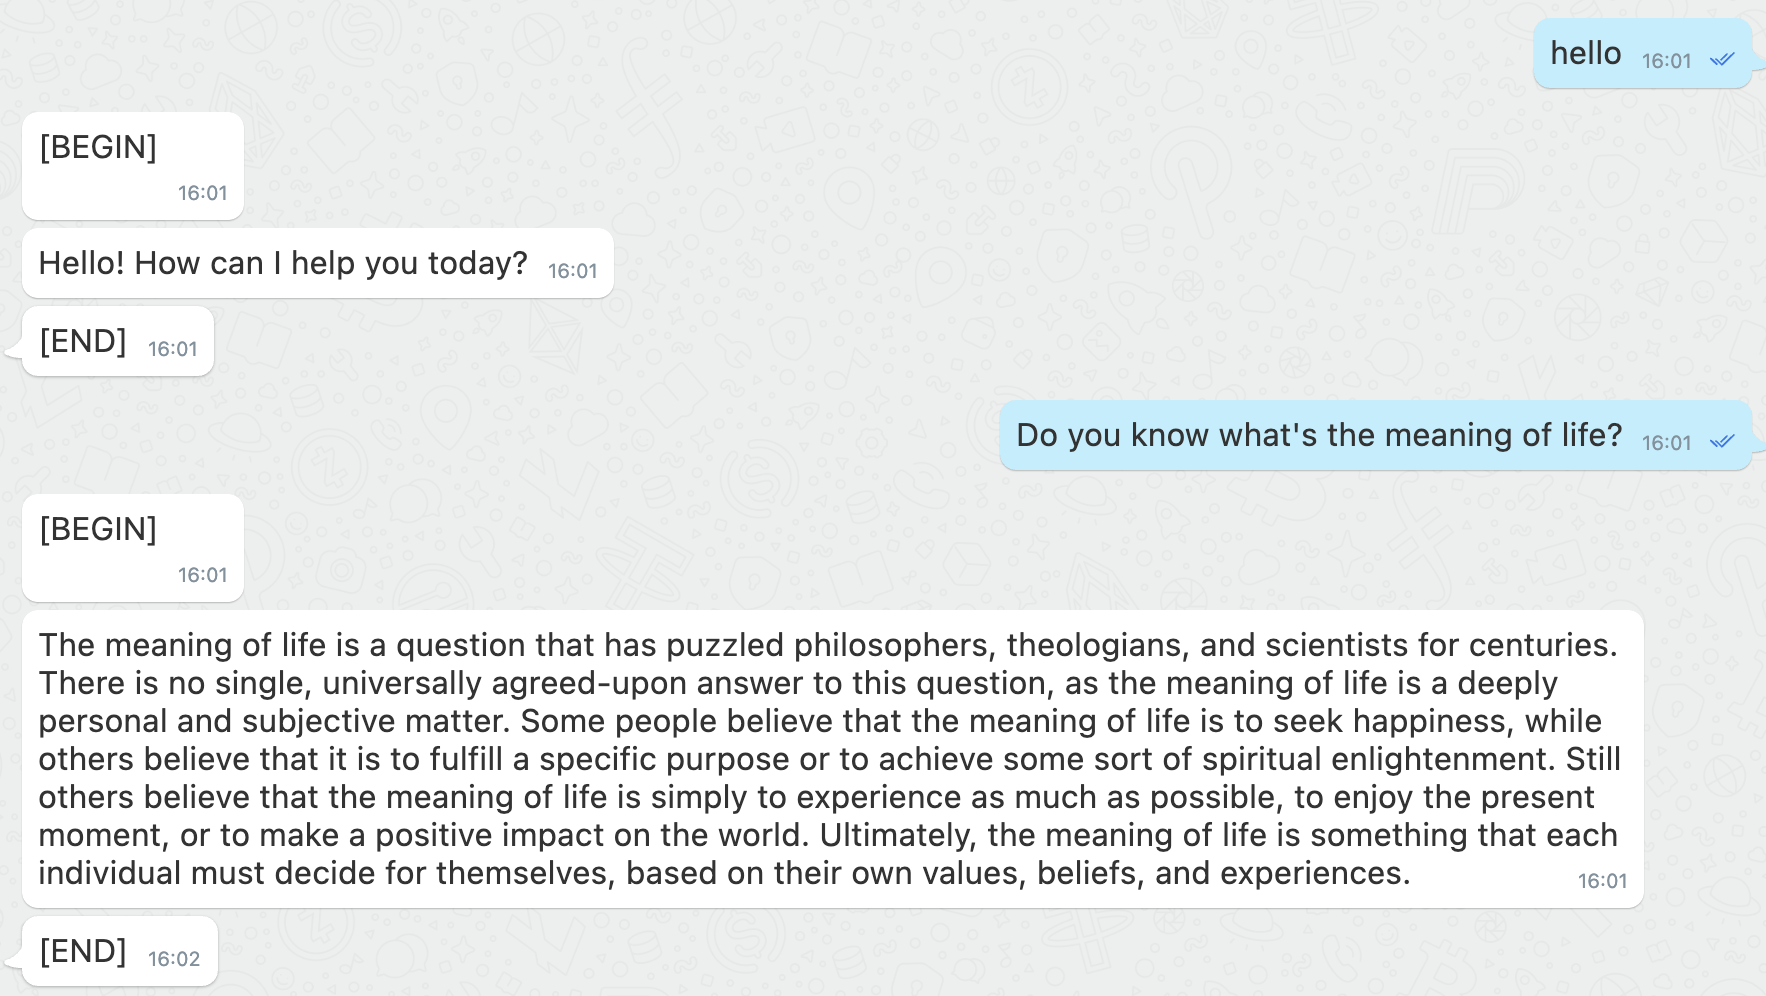 hello 16:01
[BEGIN]
16:01
Hello! How can I help you today? 16:01
[END] 16:01
Do you know what's the meaning of life? 16:01
[BEGIN]
16:01
The meaning of life is a question that has puzzled philosophers, theologians, and scientists for centuries.
There is no single, universally agreed-upon answer to this question, as the meaning of life is a deeply
personal and subjective matter. Some people believe that the meaning of life is to seek happiness, while
others believe that it is to fulfill a specific purpose or to achieve some sort of spiritual enlightenment. Still
others believe that the meaning of life is simply to experience as much as possible, to enjoy the present
moment, or to make a positive impact on the world. Ultimately, the meaning of life is something that each
individual must decide for themselves, based on their own values, beliefs, and experiences. 16:01
[END] 16:02